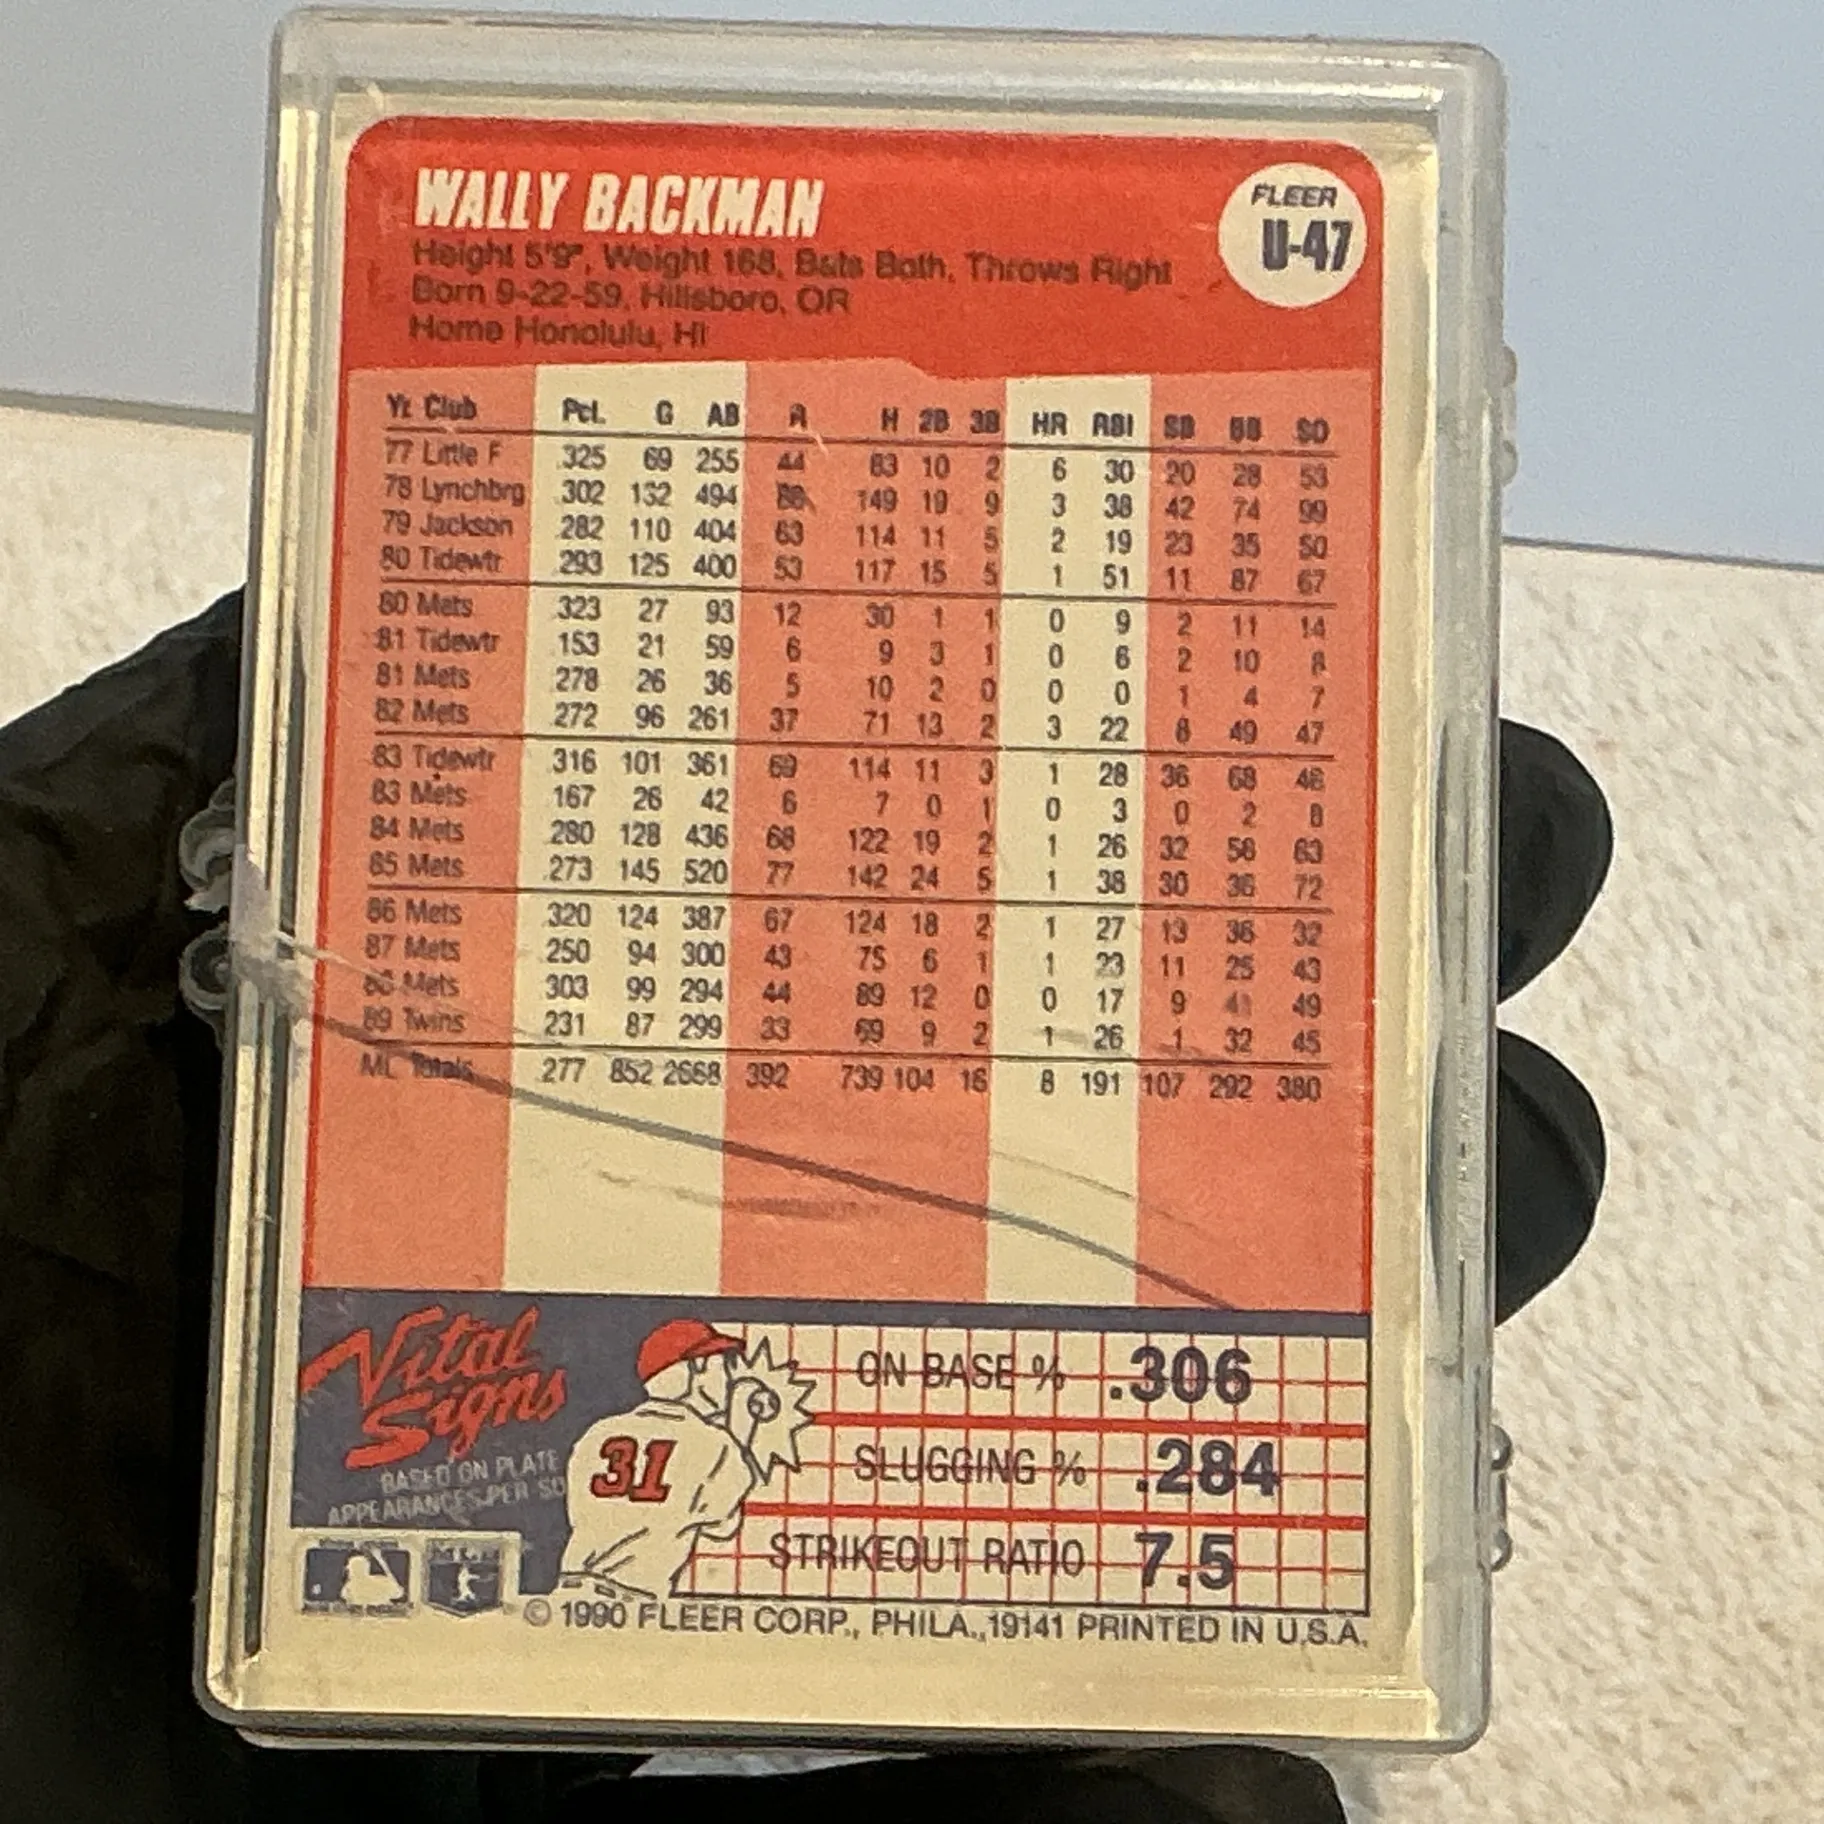 WALLY BACKMAN
FLEER
U-47
Height 5'9", Weight 168, Bats Both, Throws Right
Born 9-22-59, Hillsboro, OR
Home Honolulu, HI
Yr. Club Pct. G AB R H 2B 3B HR RBI SB BB SO
77 Little F .325 69 255 44 83 10 2 6 30 20 28 53
78 Lynchbrg .302 132 494 88 149 19 9 3 38 42 74 99
79 Jackson .282 110 404 63 114 11 5 2 19 23 35 50
80 Tidewtr .293 125 400 53 117 15 5 1 51 11 87 67
80 Mets .323 27 93 12 30 1 1 0 9 2 11 14
81 Tidewtr .153 21 59 6 9 3 1 0 6 2 10 8
81 Mets .278 26 36 5 10 2 0 0 0 1 4 7
82 Mets .272 96 261 37 71 13 2 3 22 8 49 47
83 Tidewtr .316 101 361 69 114 11 3 1 28 36 68 46
83 Mets .167 26 42 6 7 0 1 0 3 0 2 8
84 Mets .280 128 436 68 122 19 2 1 26 32 56 63
85 Mets .273 145 520 77 142 24 5 1 38 30 36 72
86 Mets .320 124 387 67 124 18 2 1 27 13 36 32
87 Mets .250 94 300 43 75 6 1 1 23 11 25 43
88 Mets .303 99 294 44 89 12 0 0 17 9 41 49
89 Twins .231 87 299 33 69 9 2 1 26 1 32 45
ML Totals .277 852 2668 392 739 104 16 8 191 107 292 380
Vital
Signs
BASED ON PLATE
APPEARANCES PER SO
31
ON BASE % .306
SLUGGING % .284
STRIKEOUT RATIO 7.5
© 1990 FLEER CORP., PHILA., 19141 PRINTED IN U.S.A.